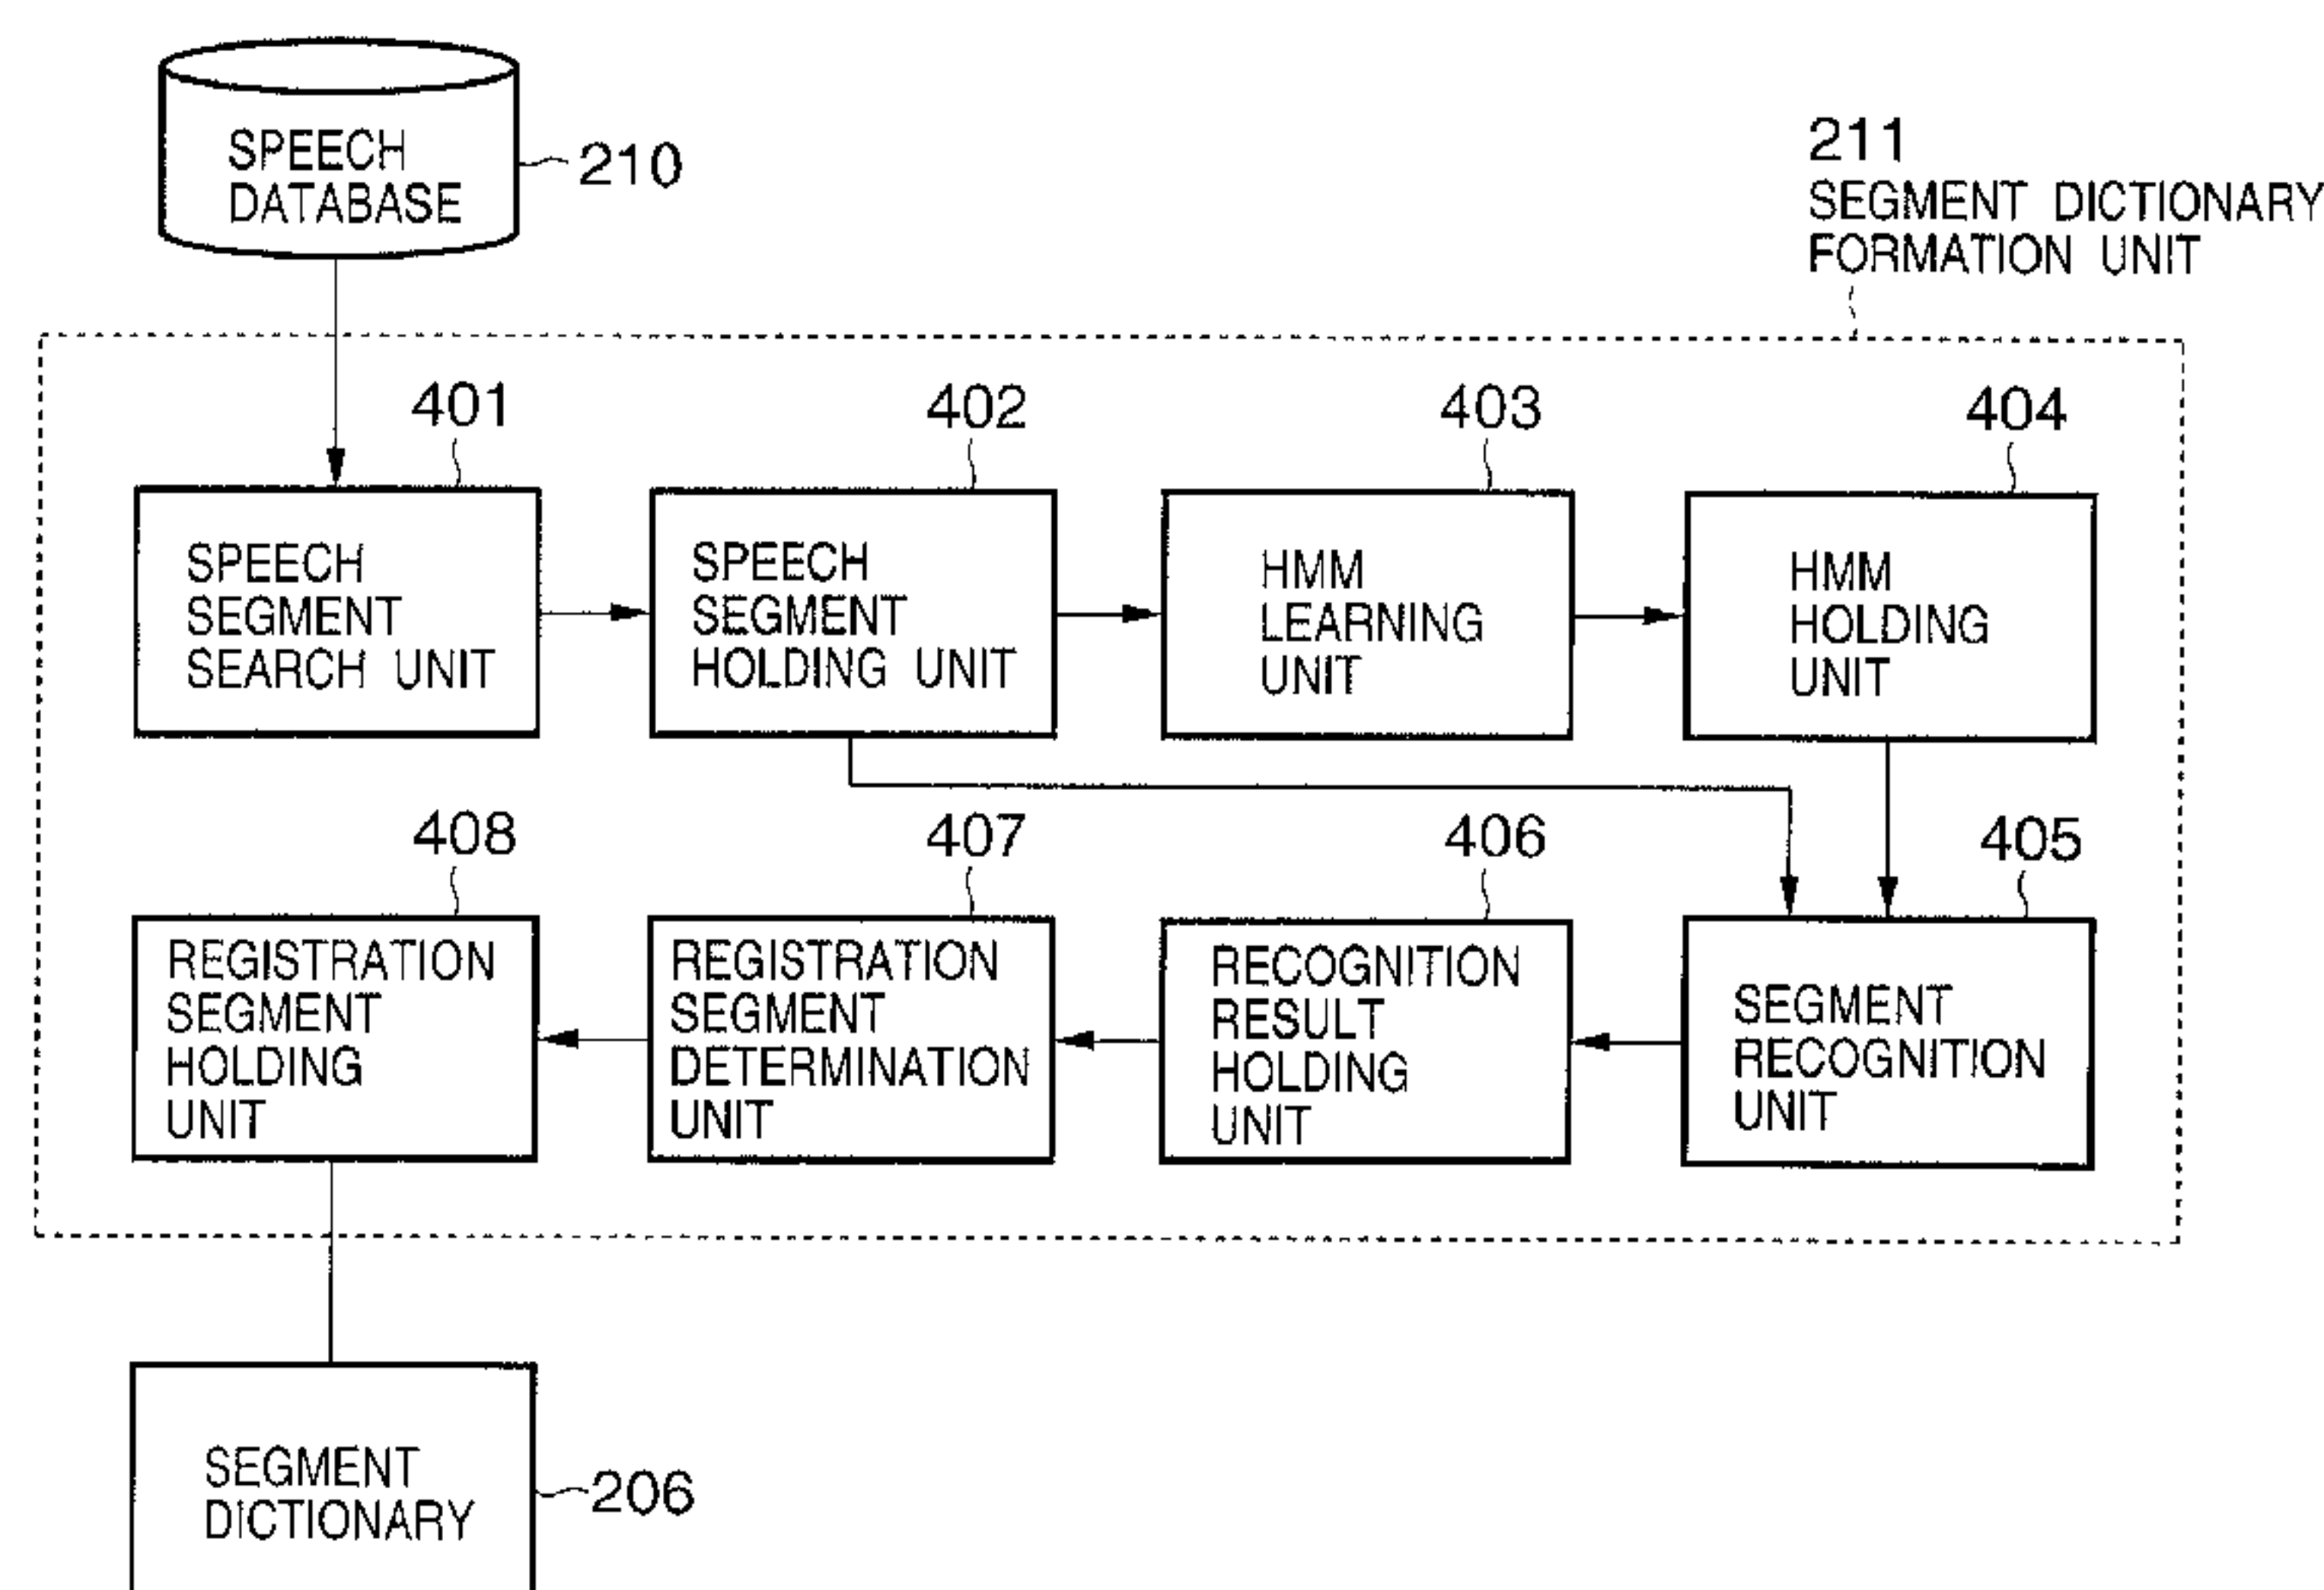 SPEECH
DATABASE
210
211
SEGMENT DICTIONARY
FORMATION UNIT
401
402
403
404
SPEECH
SEGMENT
SEARCH UNIT
SPEECH
SEGMENT
HOLDING UNIT
HMM
LEARNING
UNIT
HMM
HOLDING
UNIT
408
407
406
405
REGISTRATION
SEGMENT
HOLDING
UNIT
REGISTRATION
SEGMENT
DETERMINATION
UNIT
RECOGNITION
RESULT
HOLDING
UNIT
SEGMENT
RECOGNITION
UNIT
SEGMENT
DICTIONARY
206